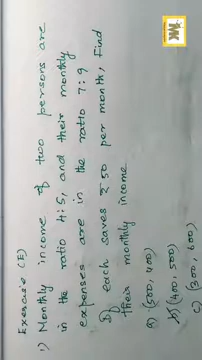 Exercise (E)
1) Monthly income of two persons are
in the ratio 4:5, and their monthly
expenses are in the ratio 7:9
If each saves ₹ 50 per month, Find
their monthly income
a) (500, 400)
b) (400, 500)
c) (300, 600)
MK